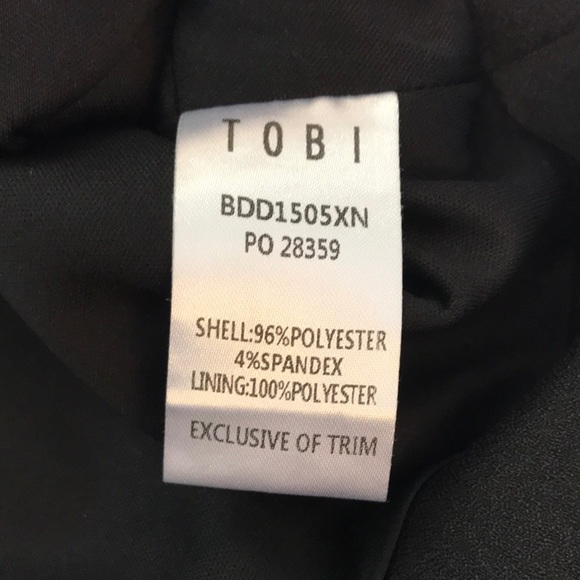 TOBI
BDD1505XN
PO 28359
SHELL:96%POLYESTER
4%SPANDEX
LINING:100%POLYESTER
EXCLUSIVE OF TRIM